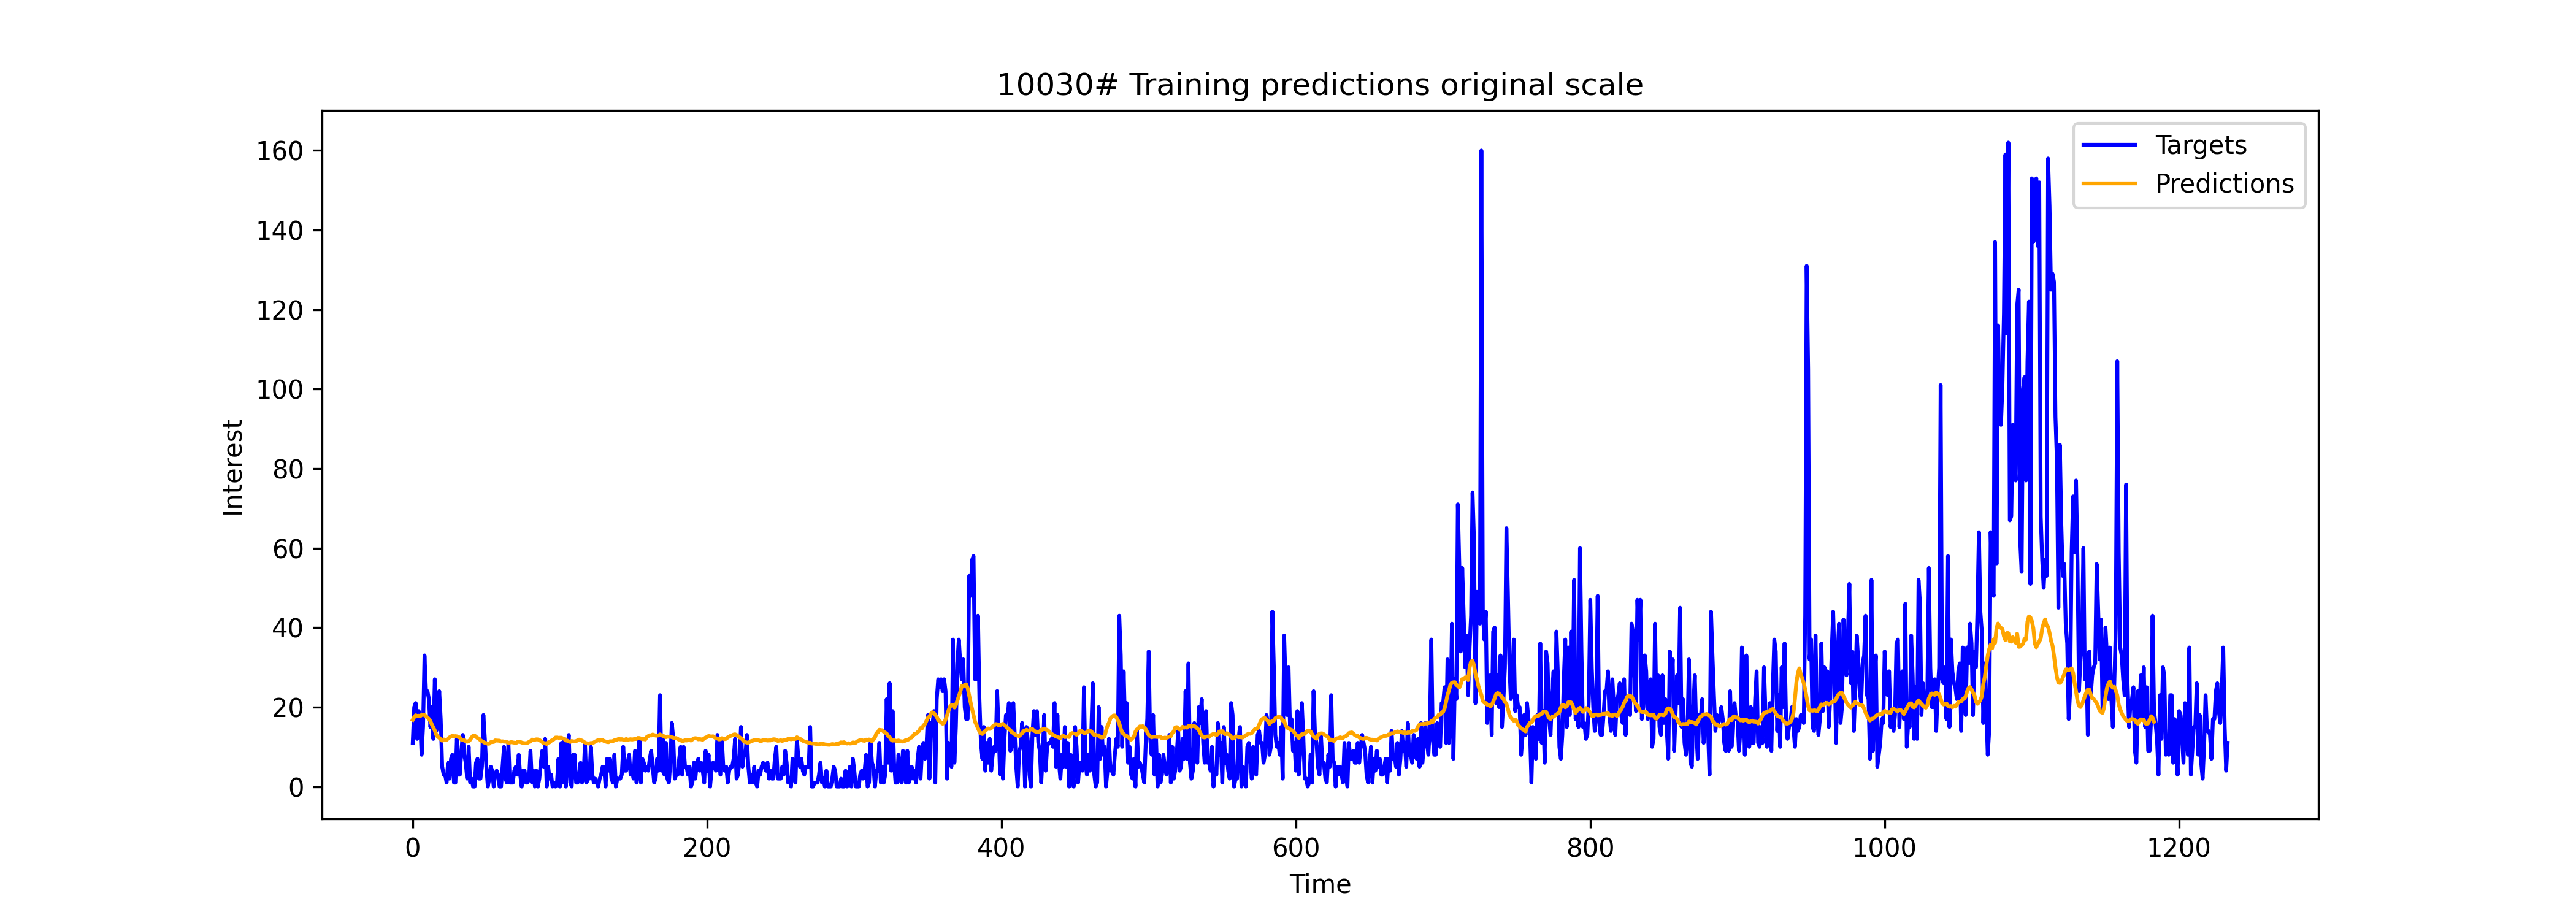 10030# Training predictions original scale
Targets
Predictions
160
140
120
100
80
60
40
20
0
Interest
0 200 400 600 800 1000 1200
Time